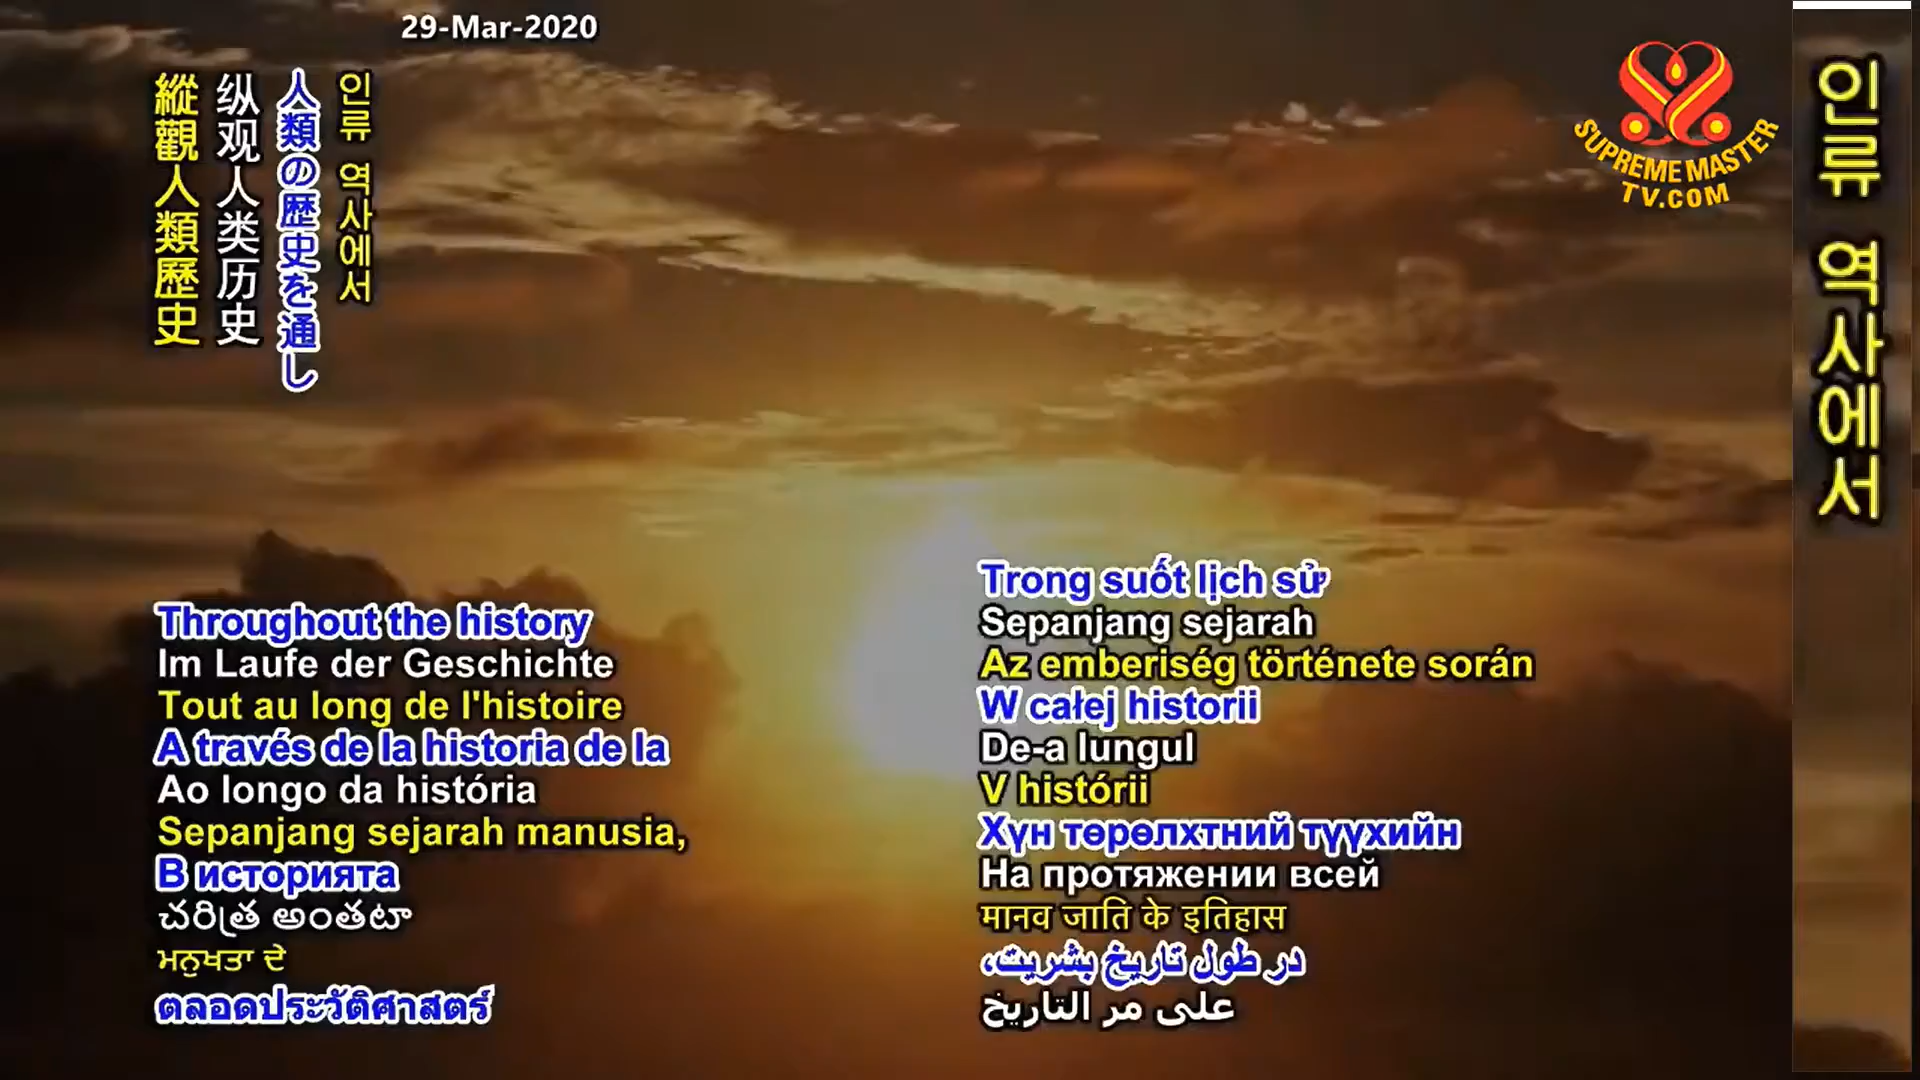 29-Mar-2020
인류 역사에서
人類の歴史を通し
纵观人类历史
縱觀人類歷史
SUPREME MASTER
TV.COM
인류 역사에서
Throughout the history
Im Laufe der Geschichte
Tout au long de l'histoire
A través de la historia de la
Ao longo da história
Sepanjang sejarah manusia,
В историята
చరిత్ర అంతటా
ਮਨੁਖਤਾ ਦੇ
ตลอดประวัติศาสตร์
Trong suốt lịch sử
Sepanjang sejarah
Az emberiség története során
W całej historii
De-a lungul
V histórii
Хүн төрөлхтний түүхийн
На протяжении всей
मानव जाति के इतिहास
در طول تاریخ بشریت،
على مر التاريخ